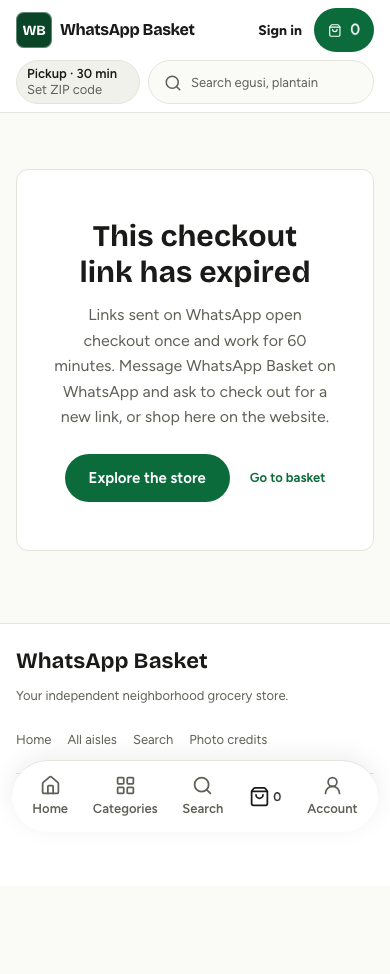 WB WhatsApp Basket Sign in 0
Pickup · 30 min
Set ZIP code
Search egusi, plantain
This checkout
link has expired
Links sent on WhatsApp open
checkout once and work for 60
minutes. Message WhatsApp Basket on
WhatsApp and ask to check out for a
new link, or shop here on the website.
Explore the store Go to basket
WhatsApp Basket
Your independent neighborhood grocery store.
Home All aisles Search Photo credits
Home Categories Search 0 Account